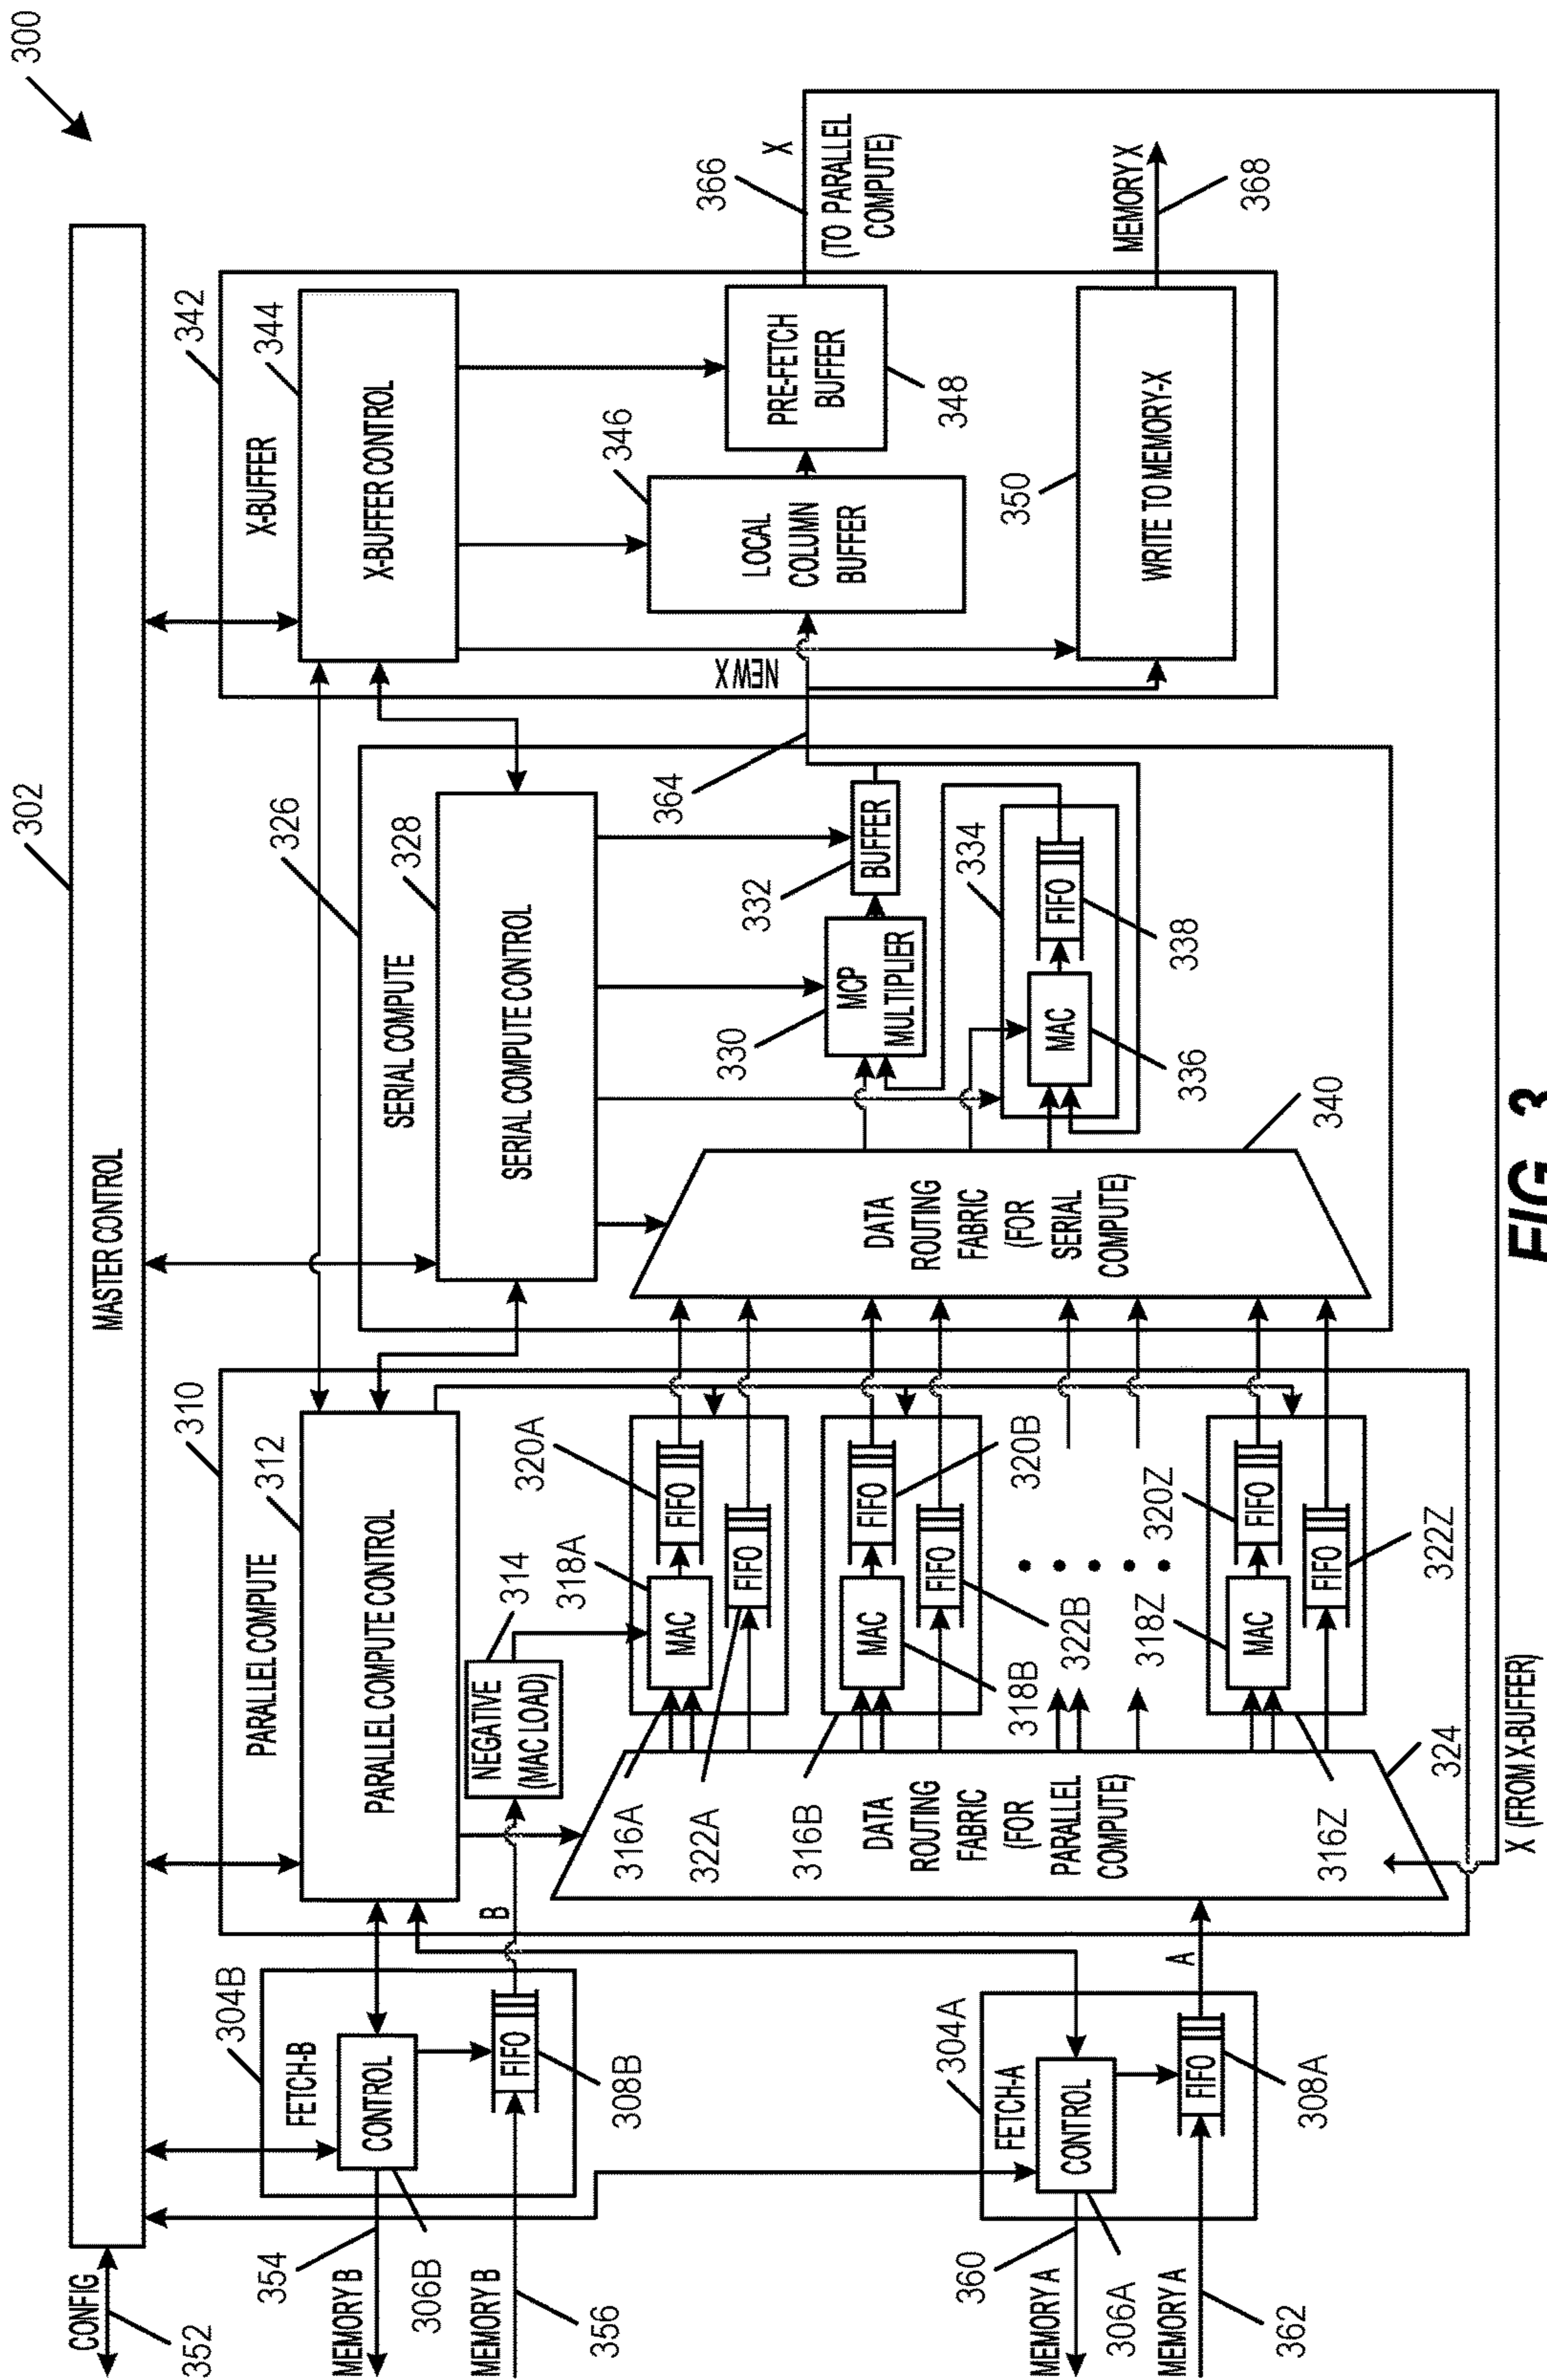 300
302
MASTER CONTROL
CONFIG
352
304B
FETCH-B
CONTROL
FIFO
308B
354
MEMORY B
306B
MEMORY B
356
304A
FETCH-A
CONTROL
FIFO
308A
360
MEMORY A
306A
MEMORY A
362
B
A
310
PARALLEL COMPUTE
312
PARALLEL COMPUTE CONTROL
314
NEGATIVE
(MAC LOAD)
318A
320A
MAC
FIFO
FIFO
316A
322A
MAC
FIFO
FIFO
320B
316B
318B
322B
DATA
ROUTING
FABRIC
(FOR
PARALLEL
COMPUTE)
318Z
320Z
MAC
FIFO
FIFO
316Z
322Z
324
X (FROM X-BUFFER)
326
SERIAL COMPUTE
328
SERIAL COMPUTE CONTROL
364
332
BUFFER
330
MCP
MULTIPLIER
334
FIFO
338
MAC
336
DATA
ROUTING
FABRIC
(FOR
SERIAL
COMPUTE)
340
342
X-BUFFER
344
X-BUFFER CONTROL
NEW X
346
LOCAL
COLUMN
BUFFER
PRE-FETCH
BUFFER
348
350
WRITE TO MEMORY-X
366
X
(TO PARALLEL
COMPUTE)
MEMORY X
368
FIG. 3